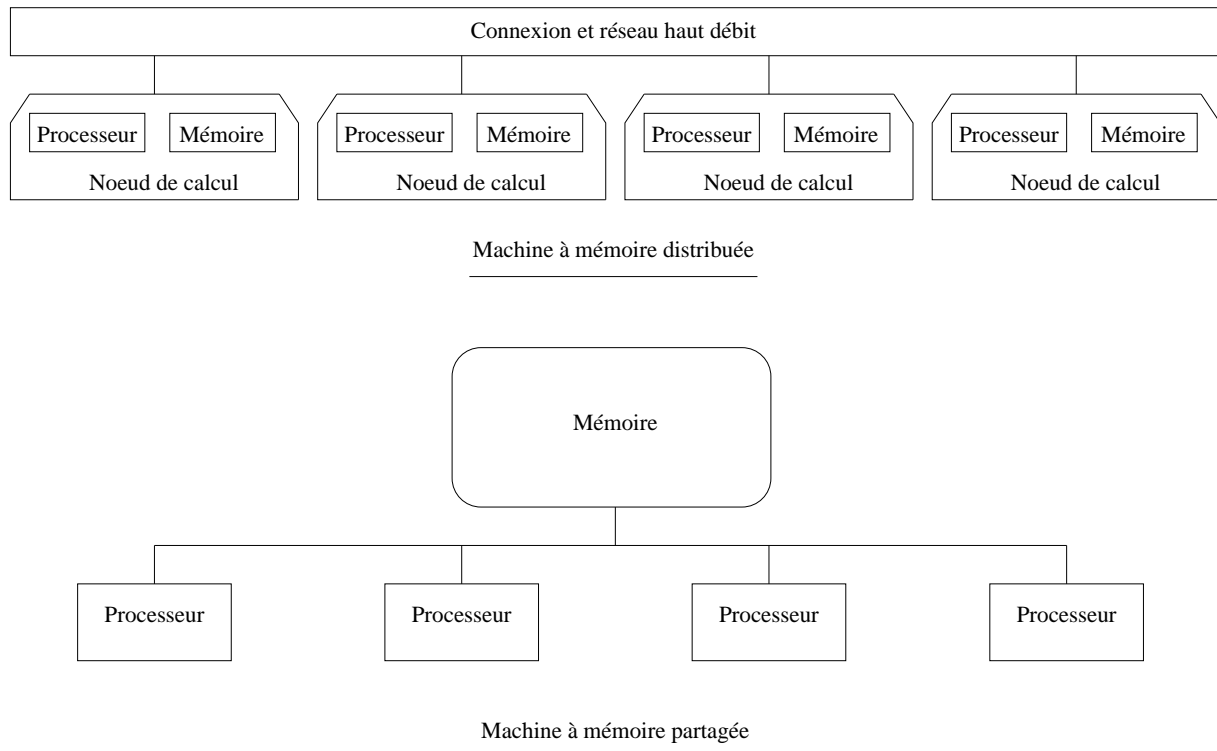 Connexion et réseau haut débit
Processeur Mémoire Processeur Mémoire Processeur Mémoire Processeur Mémoire
Noeud de calcul Noeud de calcul Noeud de calcul Noeud de calcul
Machine à mémoire distribuée
Mémoire
Processeur Processeur Processeur Processeur
Machine à mémoire partagée